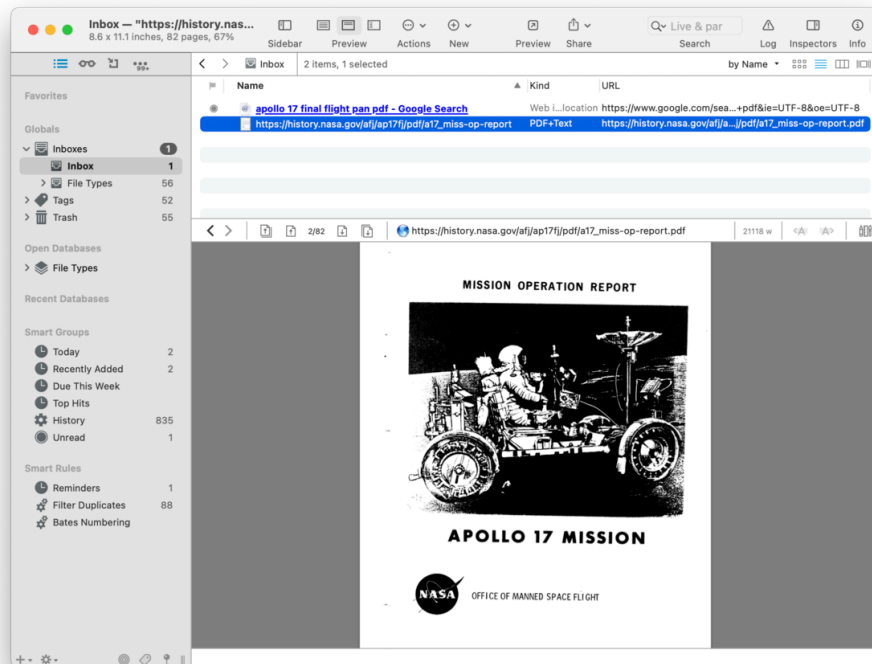 Inbox — "https://history.nas...
8.6 x 11.1 inches, 82 pages, 67%
Sidebar
Preview
Actions
New
Preview
Share
Live & par
Search
Log
Inspectors
Info
99+
Inbox
2 items, 1 selected
by Name
Name
Kind
URL
apollo 17 final flight pan pdf - Google Search
Web i...location
https://www.google.com/sea...+pdf&ie=UTF-8&oe=UTF-8
https://history.nasa.gov/afj/ap17fj/pdf/a17_miss-op-report
PDF+Text
https://history.nasa.gov/afj/a...j/pdf/a17_miss-op-report.pdf
Favorites
Globals
Inboxes 1
Inbox 1
File Types 56
Tags 52
Trash 55
Open Databases
File Types
Recent Databases
Smart Groups
Today 2
Recently Added 2
Due This Week
Top Hits
History 835
Unread 1
Smart Rules
Reminders 1
Filter Duplicates 88
Bates Numbering
2/82
https://history.nasa.gov/afj/ap17fj/pdf/a17_miss-op-report.pdf
21118 w
MISSION OPERATION REPORT
APOLLO 17 MISSION
NASA
OFFICE OF MANNED SPACE FLIGHT